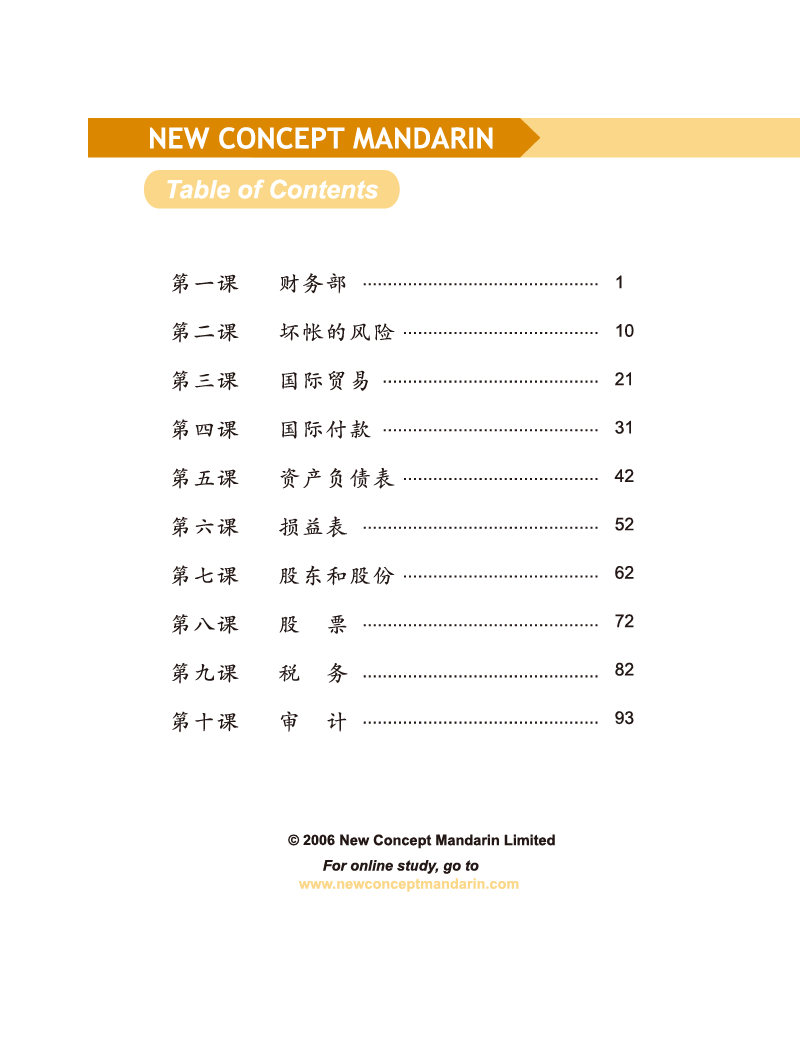 NEW CONCEPT MANDARIN
Table of Contents
第一课 财务部 ............................................... 1
第二课 坏帐的风险 ....................................... 10
第三课 国际贸易 ........................................... 21
第四课 国际付款 ........................................... 31
第五课 资产负债表 ....................................... 42
第六课 损益表 ............................................... 52
第七课 股东和股份 ....................................... 62
第八课 股 票 ............................................... 72
第九课 税 务 ............................................... 82
第十课 审 计 ............................................... 93
© 2006 New Concept Mandarin Limited
For online study, go to
www.newconceptmandarin.com